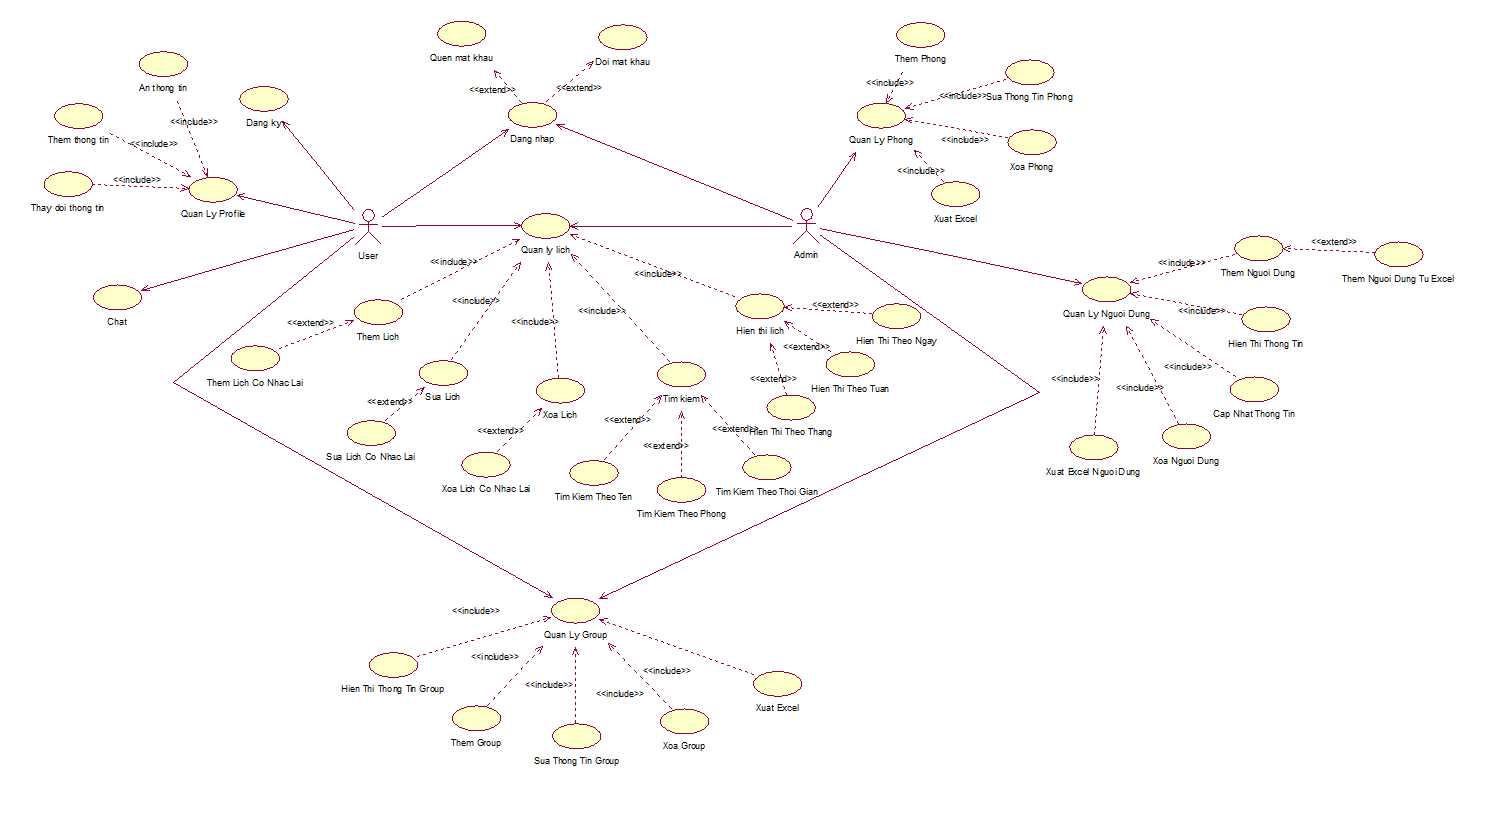 Quen mat khau
Doi mat khau
Them Phong
An thong tin
<<extend>>
<<extend>>
<<include>>
<<include>>
Sua Thong Tin Phong
Dang ky
<<include>>
Them thong tin
<<include>>
Dang nhap
Quan Ly Phong
<<include>>
Xoa Phong
<<include>>
<<include>>
Thay doi thong tin
Quan Ly Profile
Xuat Excel
User
Admin
Quan ly lich
<<extend>>
<<include>>
<<include>>
<<include>>
Them Nguoi Dung
Them Nguoi Dung Tu Excel
Chat
<<extend>>
Them Lich
<<include>>
<<include>>
<<include>>
<<extend>>
Hien thi lich
Hien Thi Theo Ngay
Quan Ly Nguoi Dung
<<include>>
Hien Thi Thong Tin
<<extend>>
Them Lich Co Nhac Lai
Sua Lich
<<extend>>
Hien Thi Theo Tuan
<<include>>
<<include>>
<<include>>
<<extend>>
Xoa Lich
Tim kiem
Cap Nhat Thong Tin
<<extend>>
<<extend>>
<<extend>>
Hien Thi Theo Thang
<<extend>>
Sua Lich Co Nhac Lai
Xoa Nguoi Dung
Xuat Excel Nguoi Dung
Xoa Lich Co Nhac Lai
Tim Kiem Theo Ten
Tim Kiem Theo Thoi Gian
Tim Kiem Theo Phong
<<include>>
Quan Ly Group
<<include>>
<<include>>
<<include>>
<<include>>
Hien Thi Thong Tin Group
Xuat Excel
Them Group
Xoa Group
Sua Thong Tin Group